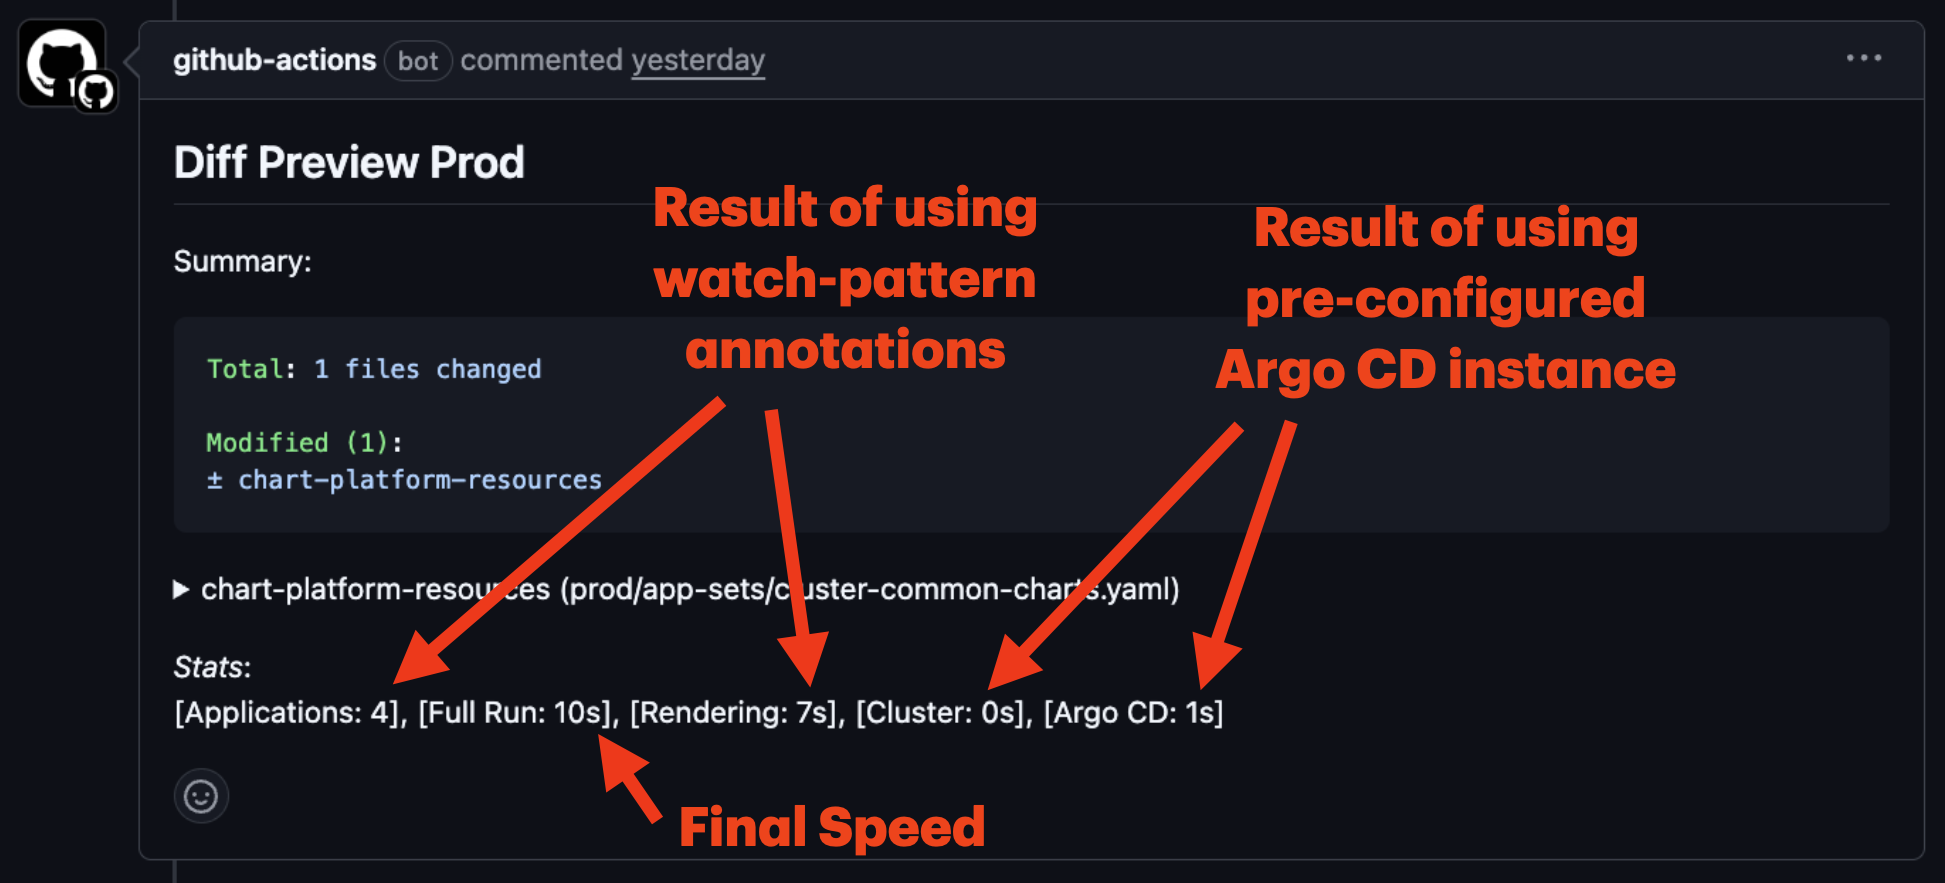 github-actions bot commented yesterday
Diff Preview Prod
Result of using
watch-pattern
annotations
Result of using
pre-configured
Argo CD instance
Summary:
Total: 1 files changed
Modified (1):
± chart-platform-resources
▶ chart-platform-resources (prod/app-sets/cluster-common-charts.yaml)
Stats:
[Applications: 4], [Full Run: 10s], [Rendering: 7s], [Cluster: 0s], [Argo CD: 1s]
Final Speed